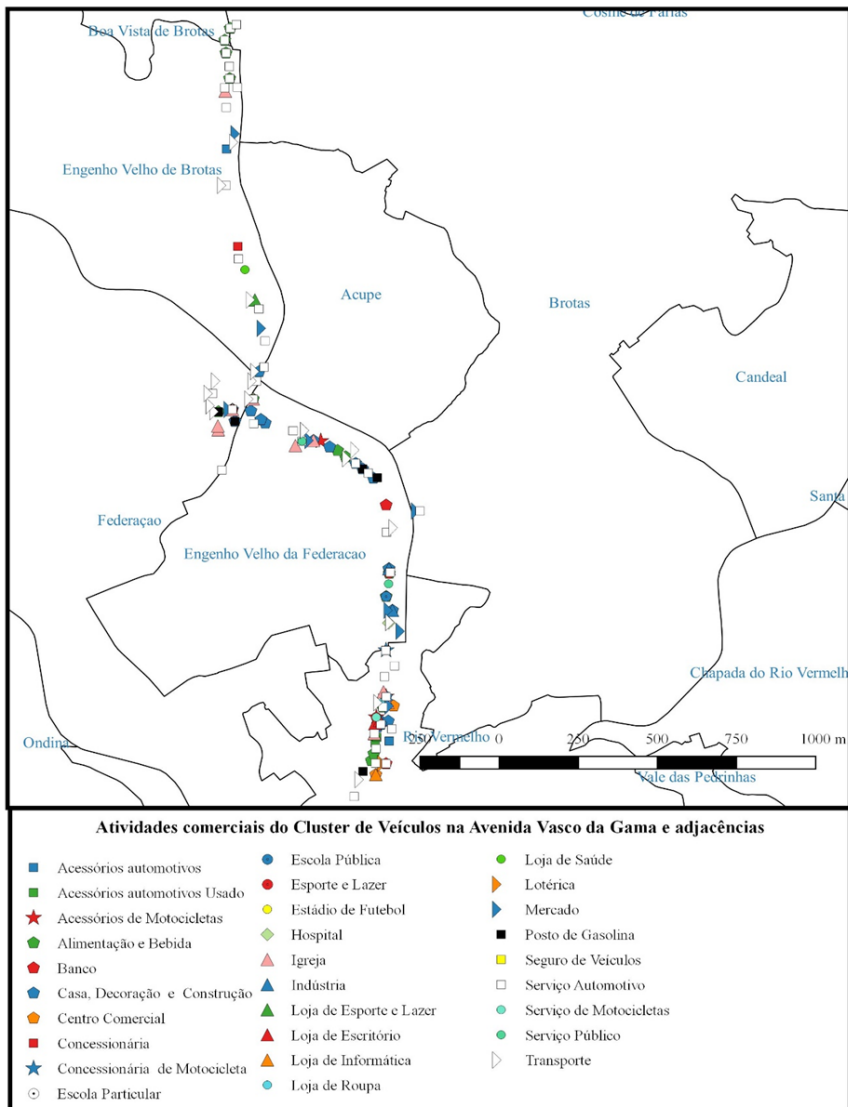 Cosme de Farias
Boa Vista de Brotas
Engenho Velho de Brotas
Acupe
Brotas
Candeal
Santa
Federaçao
Engenho Velho da Federacao
Chapada do Rio Vermelh
Ondina
Rio Vermelho
250 0 250 500 750 1000 m
Vale das Pedrinhas
Atividades comerciais do Cluster de Veículos na Avenida Vasco da Gama e adjacências
Acessórios automotivos
Acessórios automotivos Usado
Acessórios de Motocicletas
Alimentação e Bebida
Banco
Casa, Decoração e Construção
Centro Comercial
Concessionária
Concessionária de Motocicleta
Escola Particular
Escola Pública
Esporte e Lazer
Estádio de Futebol
Hospital
Igreja
Indústria
Loja de Esporte e Lazer
Loja de Escritório
Loja de Informática
Loja de Roupa
Loja de Saúde
Lotérica
Mercado
Posto de Gasolina
Seguro de Veículos
Serviço Automotivo
Serviço de Motocicletas
Serviço Público
Transporte